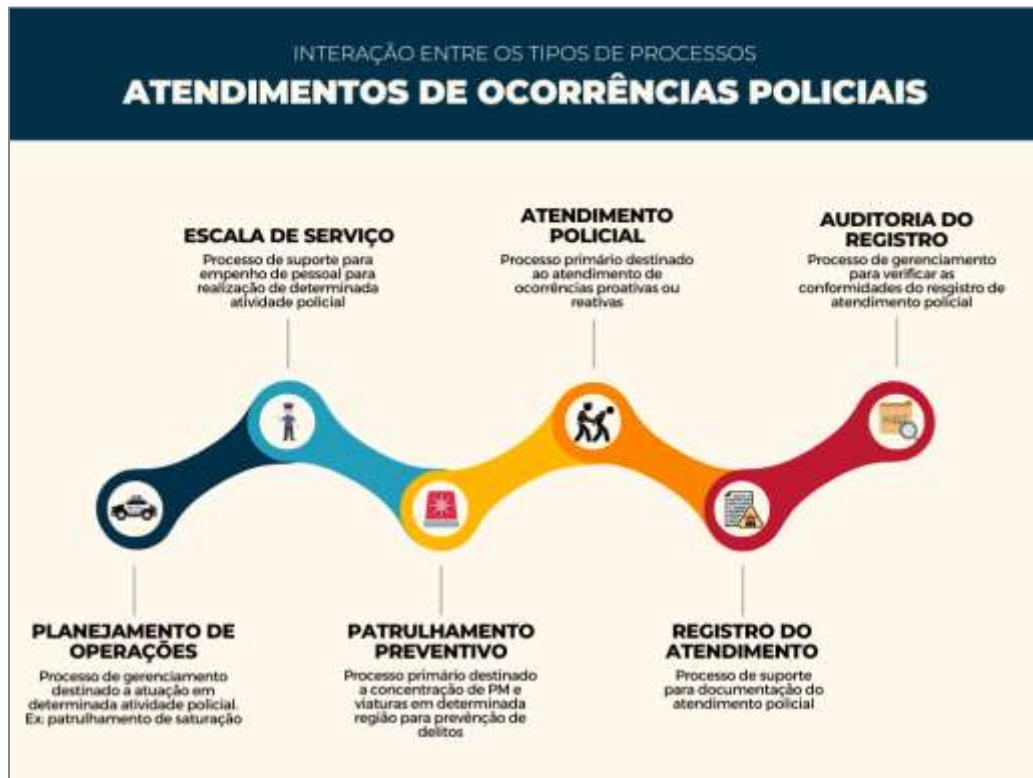 INTERAÇÃO ENTRE OS TIPOS DE PROCESSOS
ATENDIMENTOS DE OCORRÊNCIAS POLICIAIS
ESCALA DE SERVIÇO
Processo de suporte para
empenho de pessoal para
realização de determinada
atividade policial
ATENDIMENTO
POLICIAL
Processo primário destinado
ao atendimento de
ocorrências proativas ou
reativas
AUDITORIA DO
REGISTRO
Processo de gerenciamento
para verificar as
conformidades do resgistro de
atendimento policial
PLANEJAMENTO DE
OPERAÇÕES
Processo de gerenciamento
destinado a atuação em
determinada atividade policial.
Ex: patrulhamento de saturação
PATRULHAMENTO
PREVENTIVO
Processo primário destinado
a concentração de PM e
viaturas em determinada
região para prevênção de
delitos
REGISTRO DO
ATENDIMENTO
Processo de suporte
para documentação do
atendimento policial